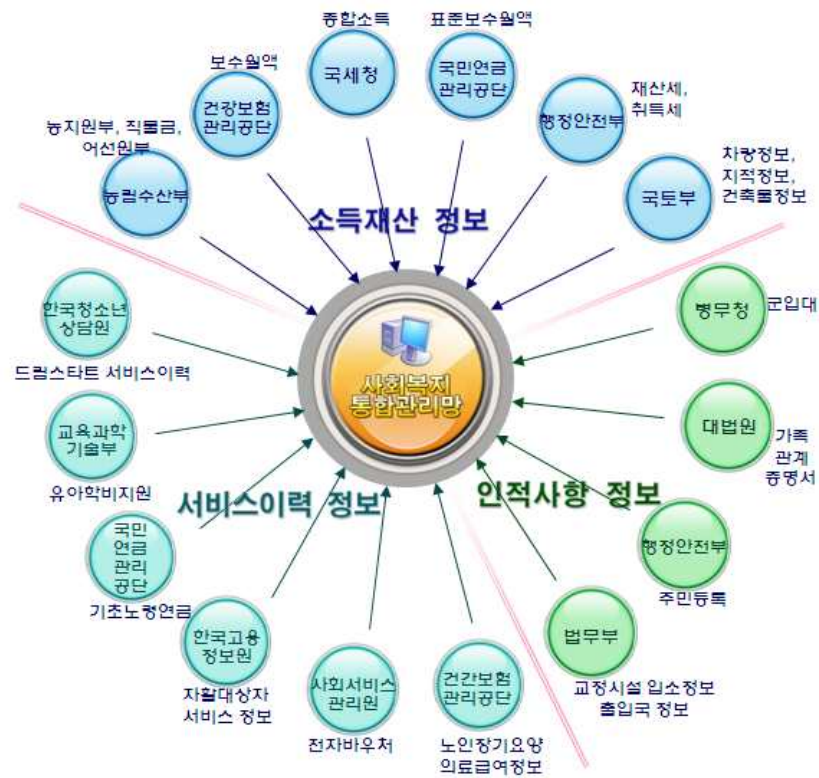 종합소득
국세청
표준보수월액
국민연금
관리공단
보수월액
건강보험
관리공단
재산세,
취득세
행정안전부
농지원부, 직불금,
어선원부
농림수산부
차량정보,
지적정보,
건축물정보
국토부
소득재산 정보
한국청소년
상담원
드림스타트 서비스이력
병무청
군입대
사회복지
통합관리망
교육과학
기술부
유아학비지원
대법원
가족
관계
증명서
서비스이력 정보
인적사항 정보
국민
연금
관리
공단
기초노령연금
행정안전부
주민등록
한국고용
정보원
자활대상자
서비스 정보
법무부
교정시설 입소정보
출입국 정보
사회서비스
관리원
전자바우처
건간보험
관리공단
노인장기요양
의료급여정보